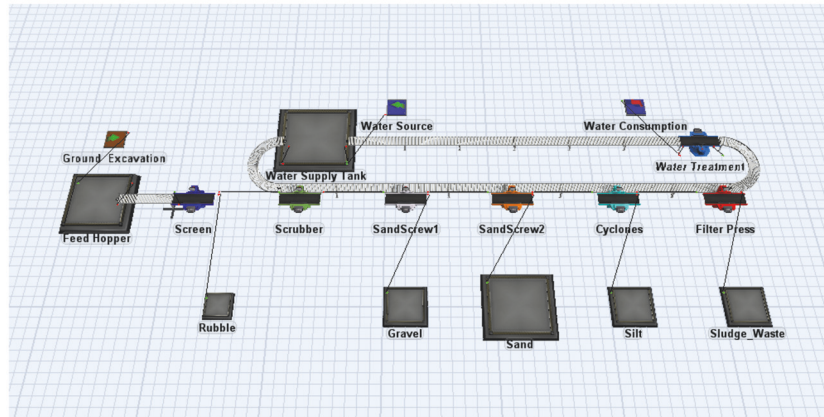 Water Source
Water Consumption
Ground_Excavation
Water Supply Tank
Water Treatment
Feed Hopper
Screen
Scrubber
SandScrew1
SandScrew2
Cyclones
Filter Press
Rubble
Gravel
Sand
Silt
Sludge_Waste